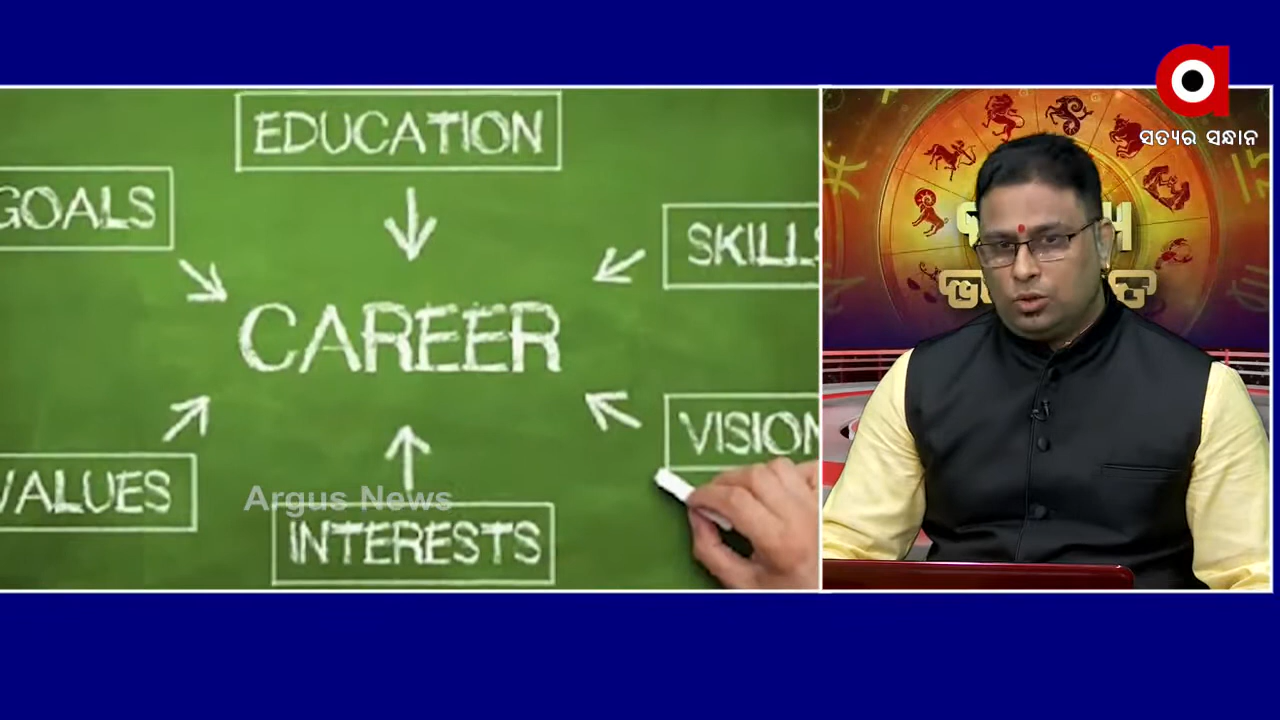 EDUCATION
GOALS
SKILLS
CAREER
VISION
VALUES
Argus News
INTERESTS
ସତ୍ୟର ସନ୍ଧାନ